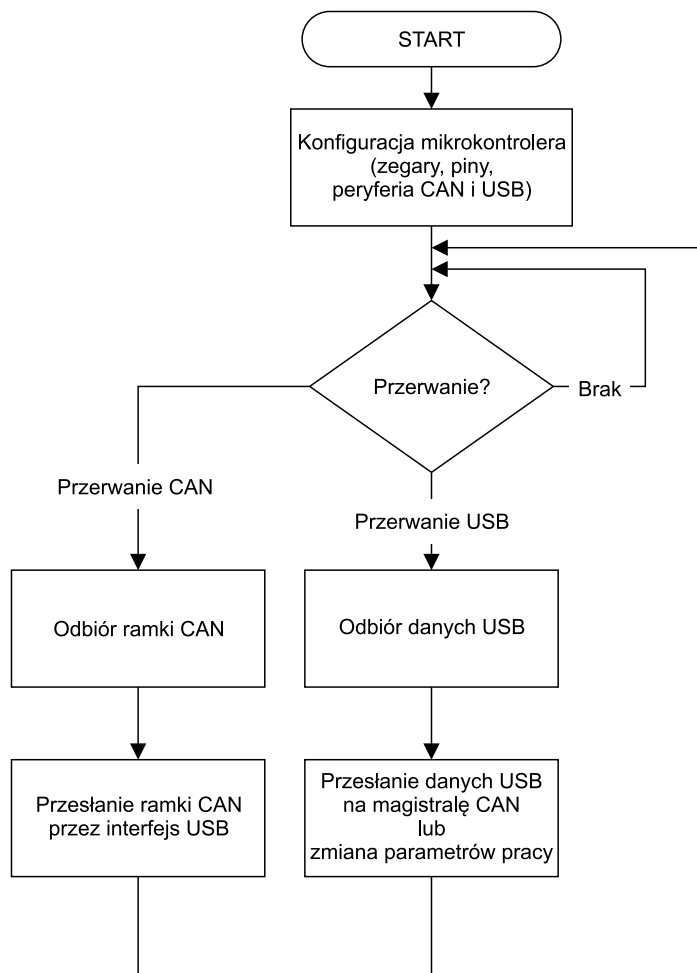 START
Konfiguracja mikrokontrolera
(zegary, piny,
peryferia CAN i USB)
Przerwanie?
Brak
Przerwanie CAN
Przerwanie USB
Odbiór ramki CAN
Odbiór danych USB
Przesłanie ramki CAN
przez interfejs USB
Przesłanie danych USB
na magistralę CAN
lub
zmiana parametrów pracy